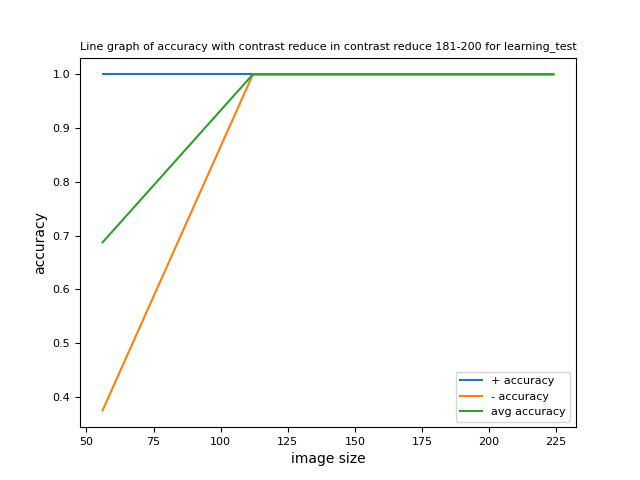 Line graph of accuracy with contrast reduce in contrast reduce 181-200 for learning_test
1.0
0.9
0.8
0.7
0.6
0.5
0.4
accuracy
50 75 100 125 150 175 200 225
image size
+ accuracy
- accuracy
avg accuracy